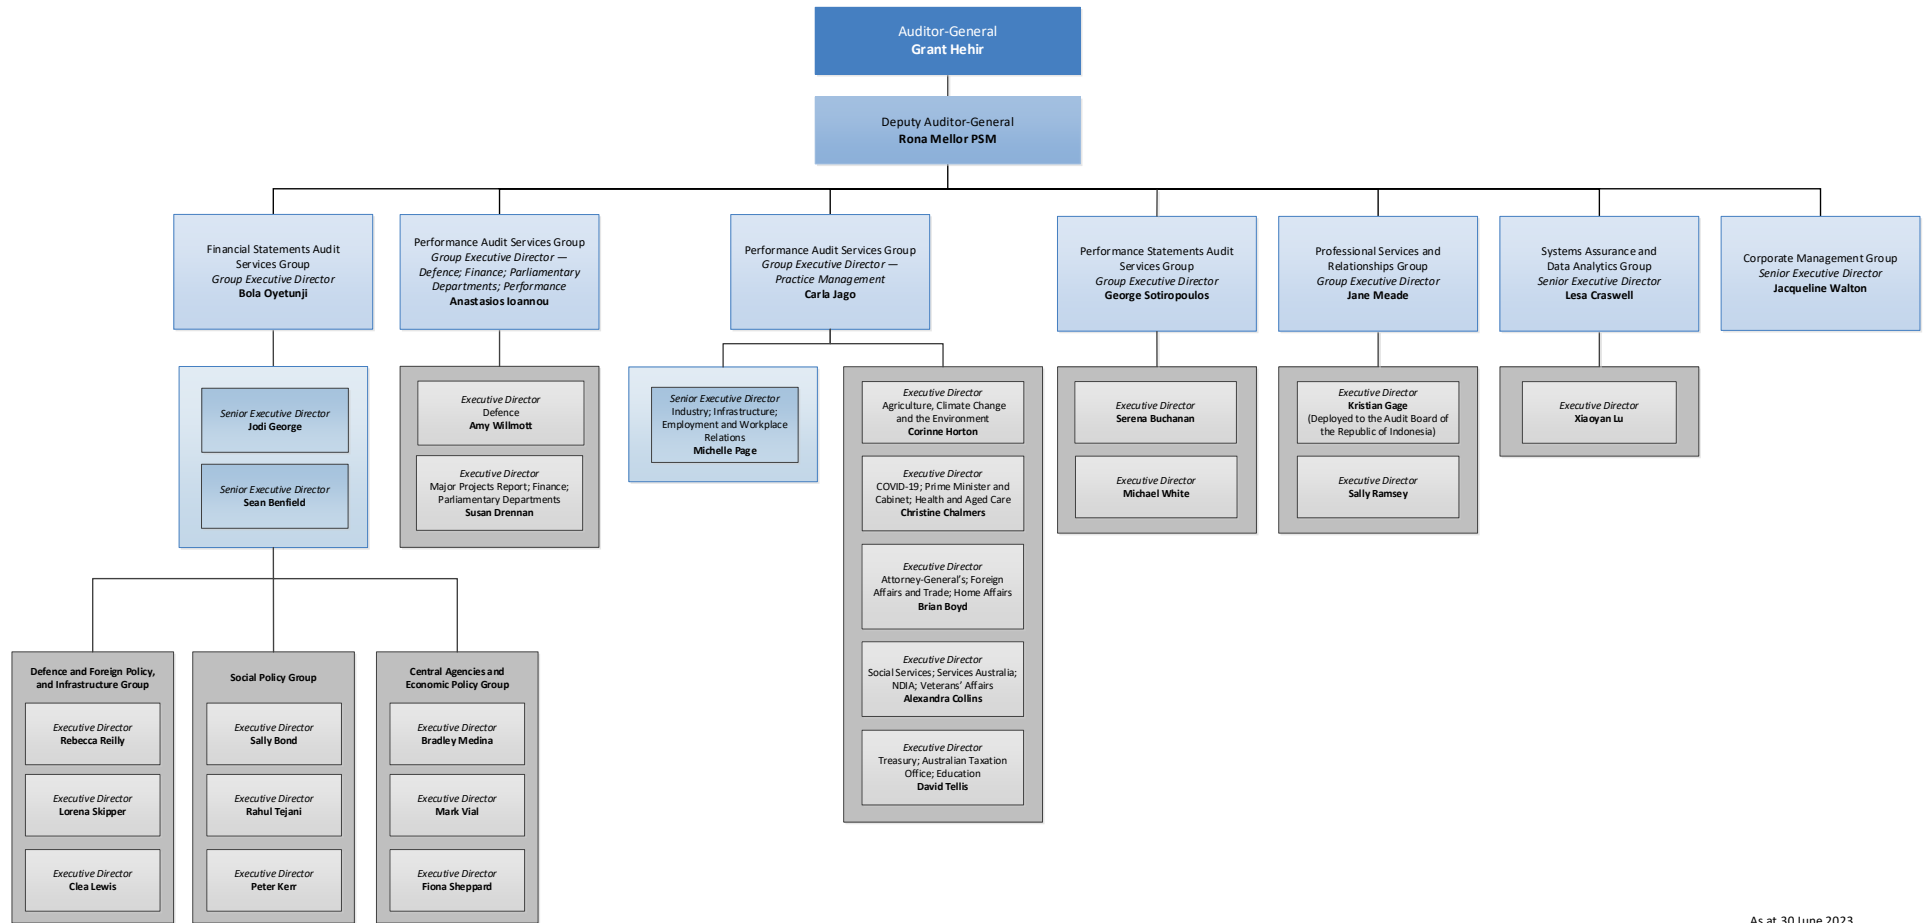 Auditor-General
Grant Hehir
Deputy Auditor-General
Rona Mellor PSM
Financial Statements Audit
Services Group
Group Executive Director
Bola Oyetunji
Performance Audit Services Group
Group Executive Director —
Defence; Finance; Parliamentary
Departments; Performance
Anastasios Ioannou
Performance Audit Services Group
Group Executive Director —
Practice Management
Carla Jago
Performance Statements Audit
Services Group
Group Executive Director
George Sotiropoulos
Professional Services and
Relationships Group
Group Executive Director
Jane Meade
Systems Assurance and
Data Analytics Group
Senior Executive Director
Lesa Craswell
Corporate Management Group
Senior Executive Director
Jacqueline Walton
Senior Executive Director
Jodi George
Senior Executive Director
Sean Benfield
Executive Director
Defence
Amy Willmott
Executive Director
Major Projects Report; Finance;
Parliamentary Departments
Susan Drennan
Senior Executive Director
Industry; Infrastructure;
Employment and Workplace
Relations
Michelle Page
Executive Director
Agriculture, Climate Change
and the Environment
Corinne Horton
Executive Director
COVID-19; Prime Minister and
Cabinet; Health and Aged Care
Christine Chalmers
Executive Director
Attorney-General's; Foreign
Affairs and Trade; Home Affairs
Brian Boyd
Executive Director
Social Services; Services Australia;
NDIA; Veterans' Affairs
Alexandra Collins
Executive Director
Treasury; Australian Taxation
Office; Education
David Tellis
Executive Director
Serena Buchanan
Executive Director
Michael White
Executive Director
Kristian Gage
(Deployed to the Audit Board of
the Republic of Indonesia)
Executive Director
Sally Ramsey
Executive Director
Xiaoyan Lu
Defence and Foreign Policy,
and Infrastructure Group
Executive Director
Rebecca Reilly
Executive Director
Lorena Skipper
Executive Director
Clea Lewis
Social Policy Group
Executive Director
Sally Bond
Executive Director
Rahul Tejani
Executive Director
Peter Kerr
Central Agencies and
Economic Policy Group
Executive Director
Bradley Medina
Executive Director
Mark Vial
Executive Director
Fiona Sheppard
As at 30 June 2023